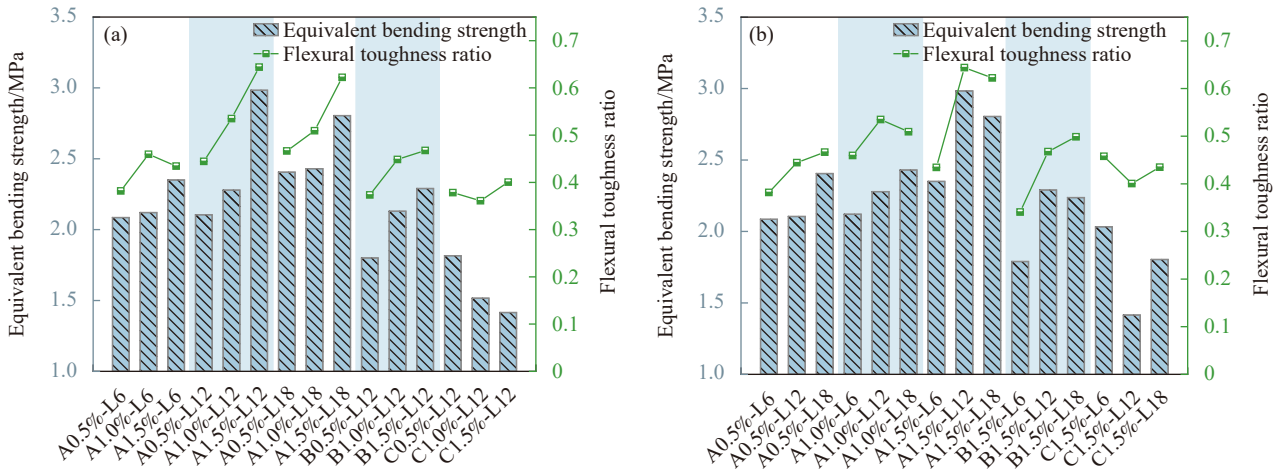 (a)
Equivalent bending strength
Flexural toughness ratio
Equivalent bending strength/MPa
3.5
3.0
2.5
2.0
1.5
1.0
0.7
0.6
0.5
0.4
0.3
0.2
0.1
0
Flexural toughness ratio
A0.5%-L6
A1.0%-L6
A1.5%-L6
A0.5%-L12
A1.0%-L12
A1.5%-L12
A0.5%-L18
A1.0%-L18
A1.5%-L18
B0.5%-L12
B1.0%-L12
B1.5%-L12
C0.5%-L12
C1.0%-L12
C1.5%-L12
(b)
Equivalent bending strength
Flexural toughness ratio
Equivalent bending strength/MPa
3.5
3.0
2.5
2.0
1.5
1.0
0.7
0.6
0.5
0.4
0.3
0.2
0.1
0
Flexural toughness ratio
A0.5%-L6
A0.5%-L12
A0.5%-L18
A1.0%-L6
A1.0%-L12
A1.0%-L18
A1.5%-L6
A1.5%-L12
A1.5%-L18
B1.5%-L6
B1.5%-L12
B1.5%-L18
C1.5%-L6
C1.5%-L12
C1.5%-L18